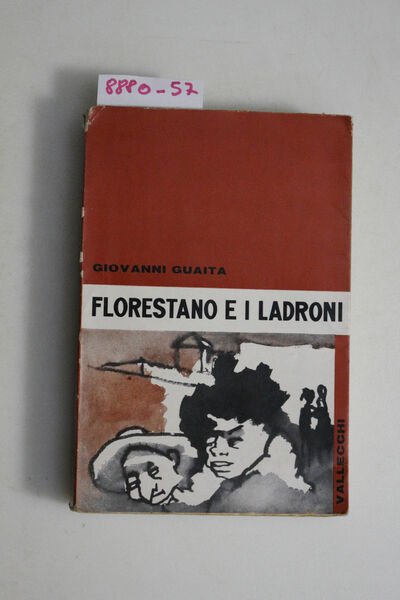 8880-57
GIOVANNI GUAITA
FLORESTANO E I LADRONI
VALLECCHI